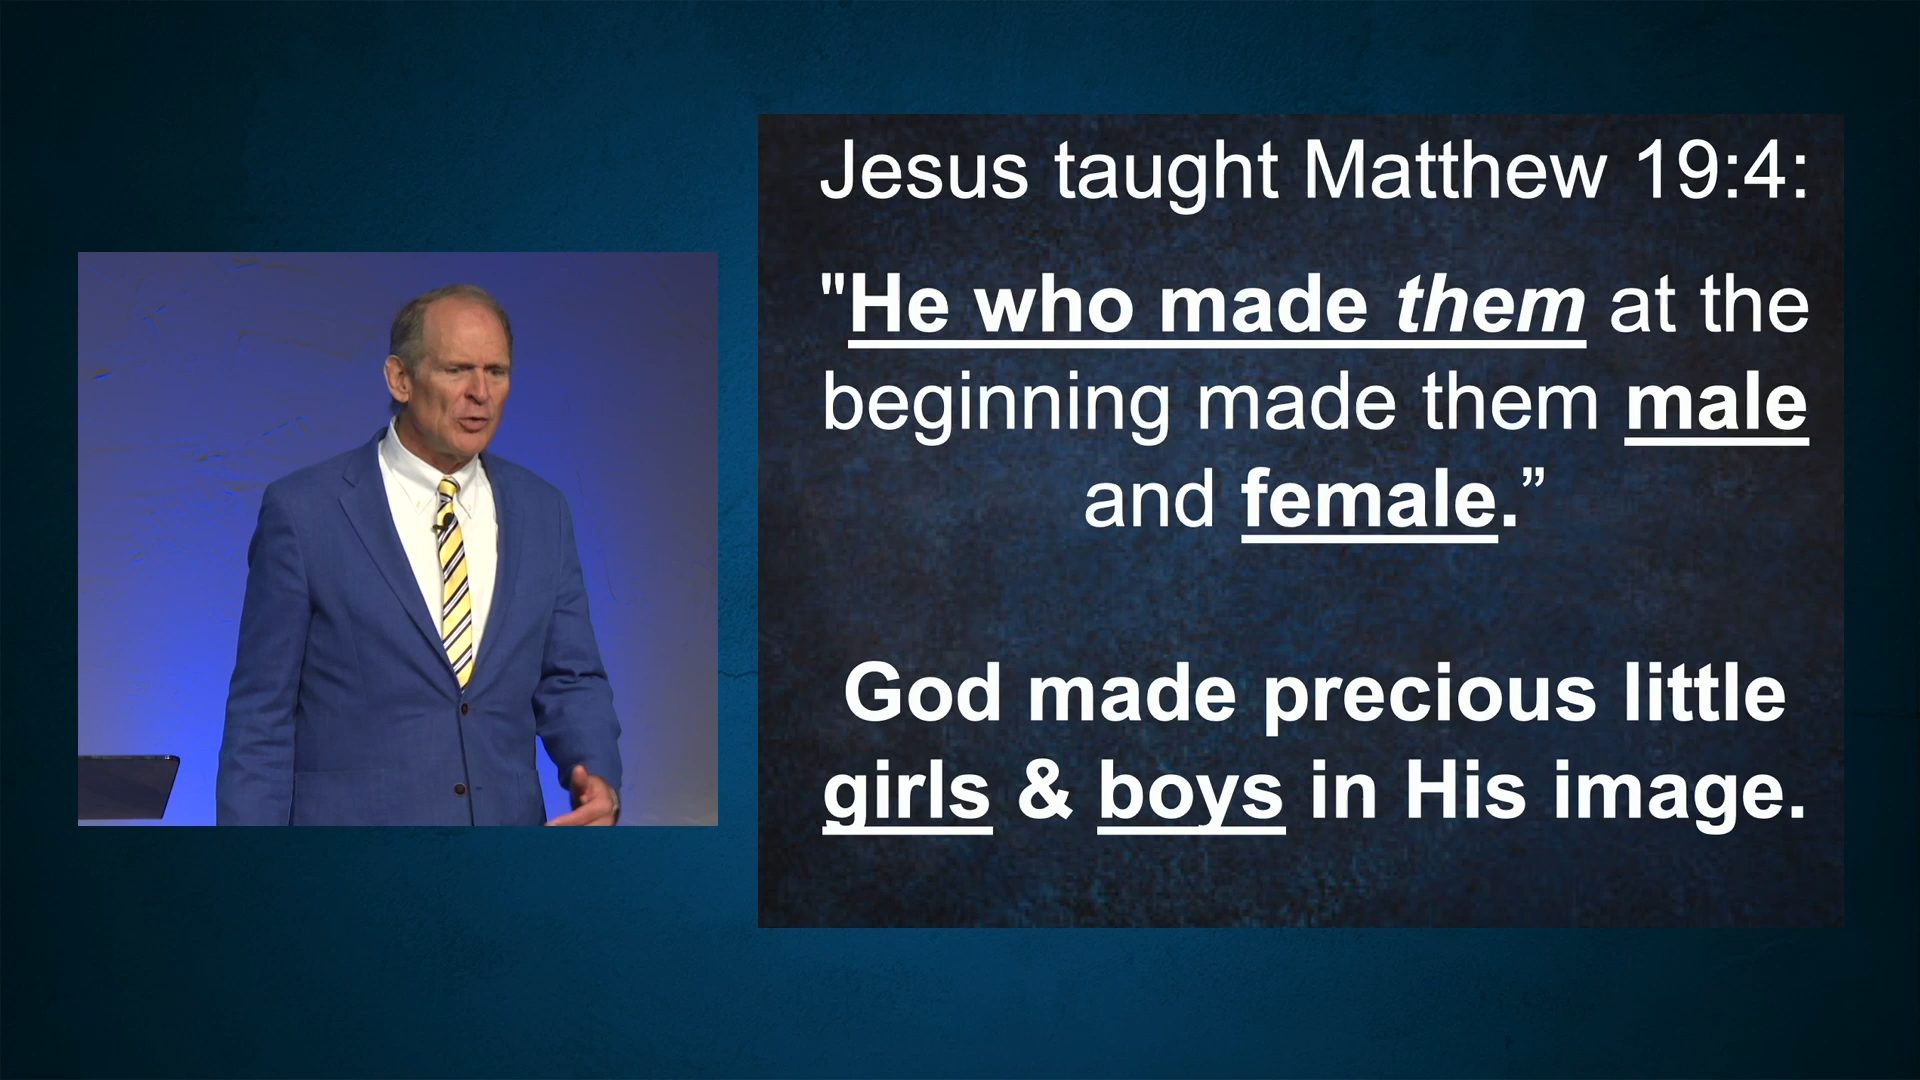 Jesus taught Matthew 19:4:
"He who made them at the
beginning made them male
and female.”
God made precious little
girls & boys in His image.